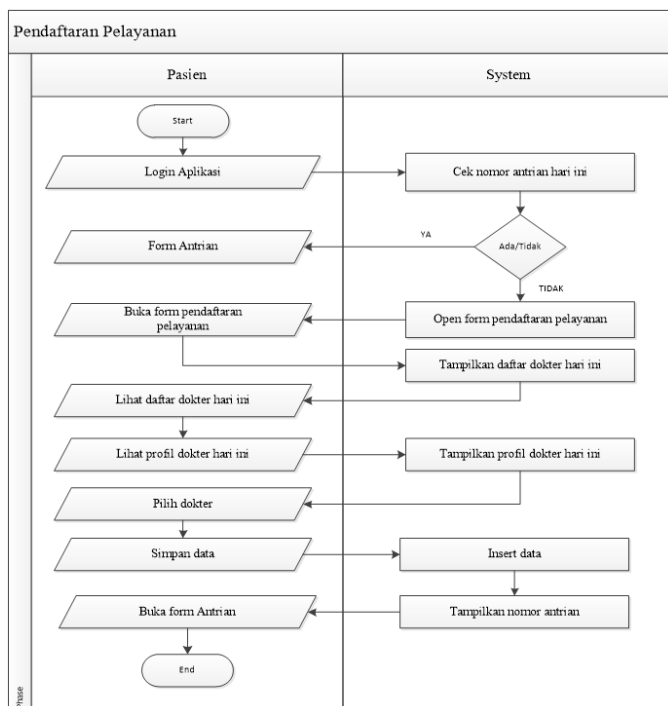 Pendaftaran Pelayanan
Pasien
System
Start
Login Aplikasi
Cek nomor antrian hari ini
YA
Ada/Tidak
Form Antrian
TIDAK
Buka form pendaftaran
pelayanan
Open form pendaftaran pelayanan
Tampilkan daftar dokter hari ini
Lihat daftar dokter hari ini
Lihat profil dokter hari ini
Tampilkan profil dokter hari ini
Pilih dokter
Simpan data
Insert data
Buka form Antrian
Tampilkan nomor antrian
End
Phase